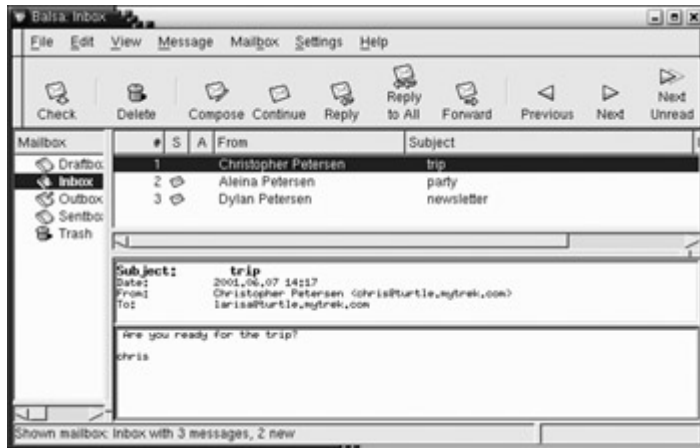 Balsa: Inbox
File Edit View Message Mailbox Settings Help
Check Delete Compose Continue Reply Reply to All Forward Previous Next Next Unread
Mailbox # S A From Subject
Draftbo
Inbox
Outbox
Sentbo
Trash
1 Christopher Petersen trip
2 Aleina Petersen party
3 Dylan Petersen newsletter
Subject: trip
Date: 2001.06.07 14:17
From: Christopher Petersen <chris@turtle.mytrek.com>
To: larisa@turtle.mytrek.com
Are you ready for the trip?
chris
Shown mailbox: Inbox with 3 messages, 2 new